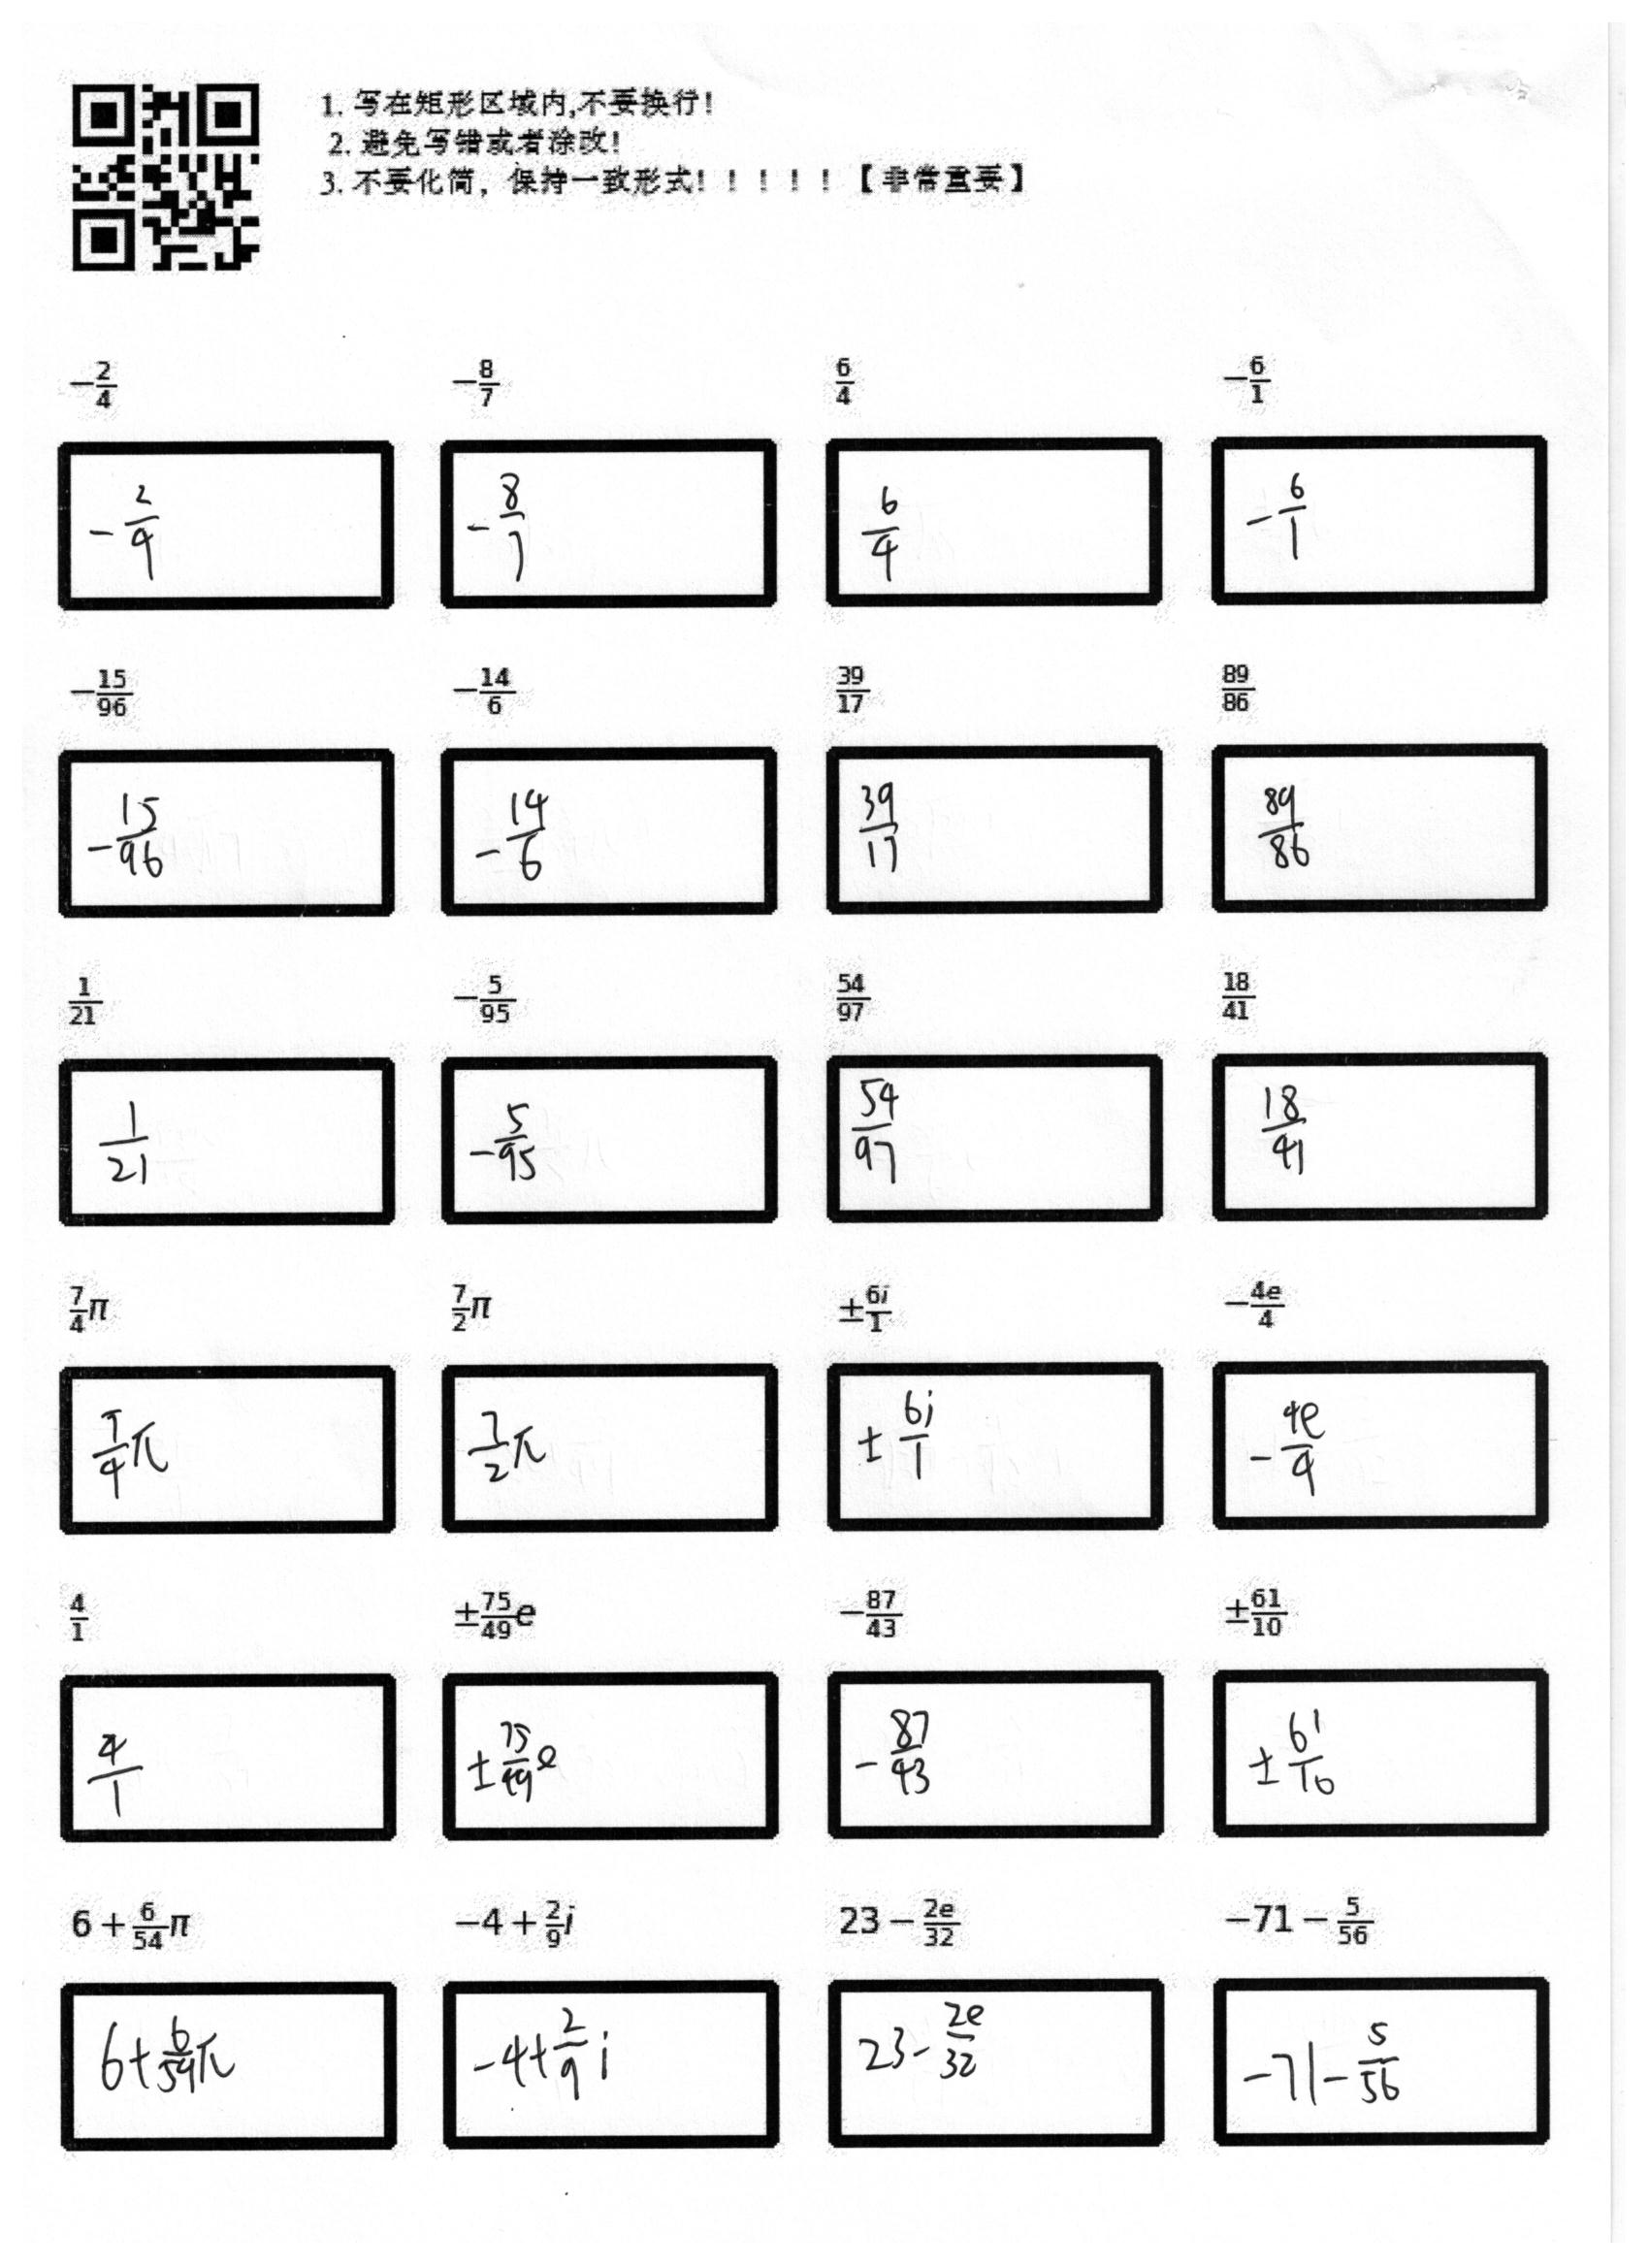 1. 写在矩形区域内,不要换行!
2. 避免写错或者涂改!
3. 不要化简，保持一致形式！！！！！【非常重要】
$-\frac{2}{4}$ $-\frac{8}{7}$ $\frac{6}{4}$ $-\frac{6}{1}$
$-\frac{2}{4}$ $-\frac{8}{7}$ $\frac{6}{4}$ $-\frac{6}{1}$
$-\frac{15}{96}$ $-\frac{14}{6}$ $\frac{39}{17}$ $\frac{89}{86}$
$-\frac{15}{96}$ $-\frac{14}{6}$ $\frac{39}{17}$ $\frac{89}{86}$
$\frac{1}{21}$ $-\frac{5}{95}$ $\frac{54}{97}$ $\frac{18}{41}$
$\frac{1}{21}$ $-\frac{5}{95}$ $\frac{54}{97}$ $\frac{18}{41}$
$\frac{7}{4}\pi$ $\frac{7}{2}\pi$ $\pm\frac{6i}{1}$ $-\frac{4e}{4}$
$\frac{7}{4}\pi$ $\frac{7}{2}\pi$ $\pm\frac{6i}{1}$ $-\frac{4e}{4}$
$\frac{4}{1}$ $\pm\frac{75}{49}e$ $-\frac{87}{43}$ $\pm\frac{61}{10}$
$\frac{4}{1}$ $\pm\frac{75}{49}e$ $-\frac{87}{43}$ $\pm\frac{61}{10}$
$6+\frac{6}{54}\pi$ $-4+\frac{2}{9}i$ $23-\frac{2e}{32}$ $-71-\frac{5}{56}$
$6+\frac{6}{54}\pi$ $-4+\frac{2}{9}i$ $23-\frac{2e}{32}$ $-71-\frac{5}{56}$